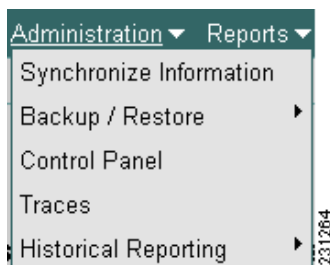 Administration Reports
Synchronize Information
Backup / Restore
Control Panel
Traces
Historical Reporting
231264